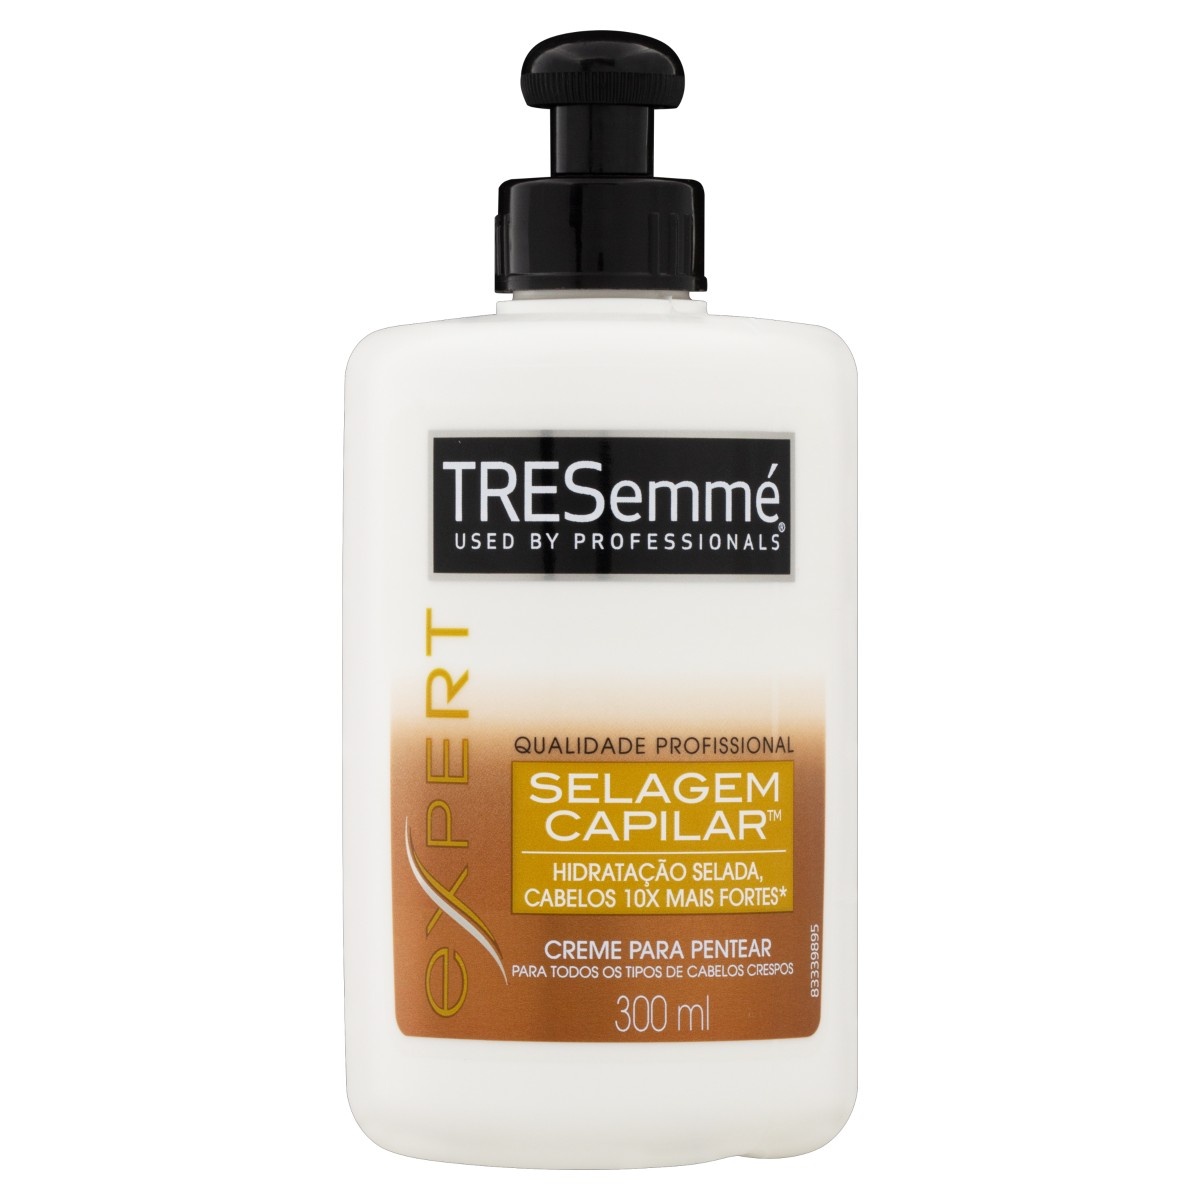 TRESemmé®
USED BY PROFESSIONALS
eXPERT
QUALIDADE PROFISSIONAL
SELAGEM
CAPILAR™
HIDRATAÇÃO SELADA,
CABELOS 10X MAIS FORTES*
CREME PARA PENTEAR
PARA TODOS OS TIPOS DE CABELOS CRESPOS
300 ml
83339895